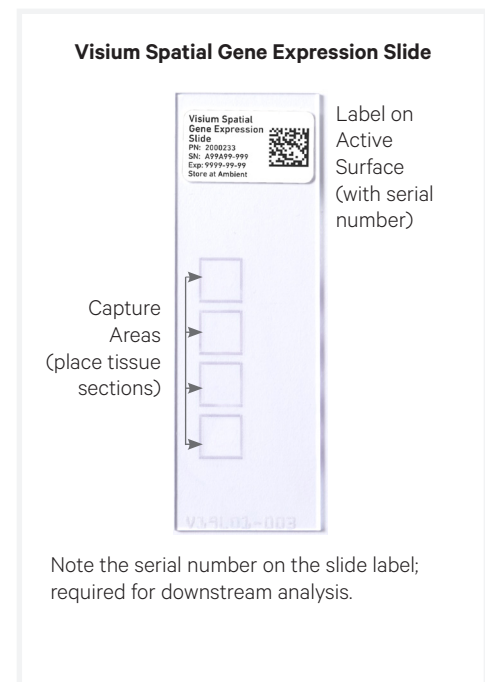 Visium Spatial Gene Expression Slide
Visium Spatial
Gene Expression
Slide
PN: 2000233
SN: A99A99-999
Exp: 9999-99-99
Store at Ambient
Label on
Active
Surface
(with serial
number)
Capture
Areas
(place tissue
sections)
Note the serial number on the slide label;
required for downstream analysis.